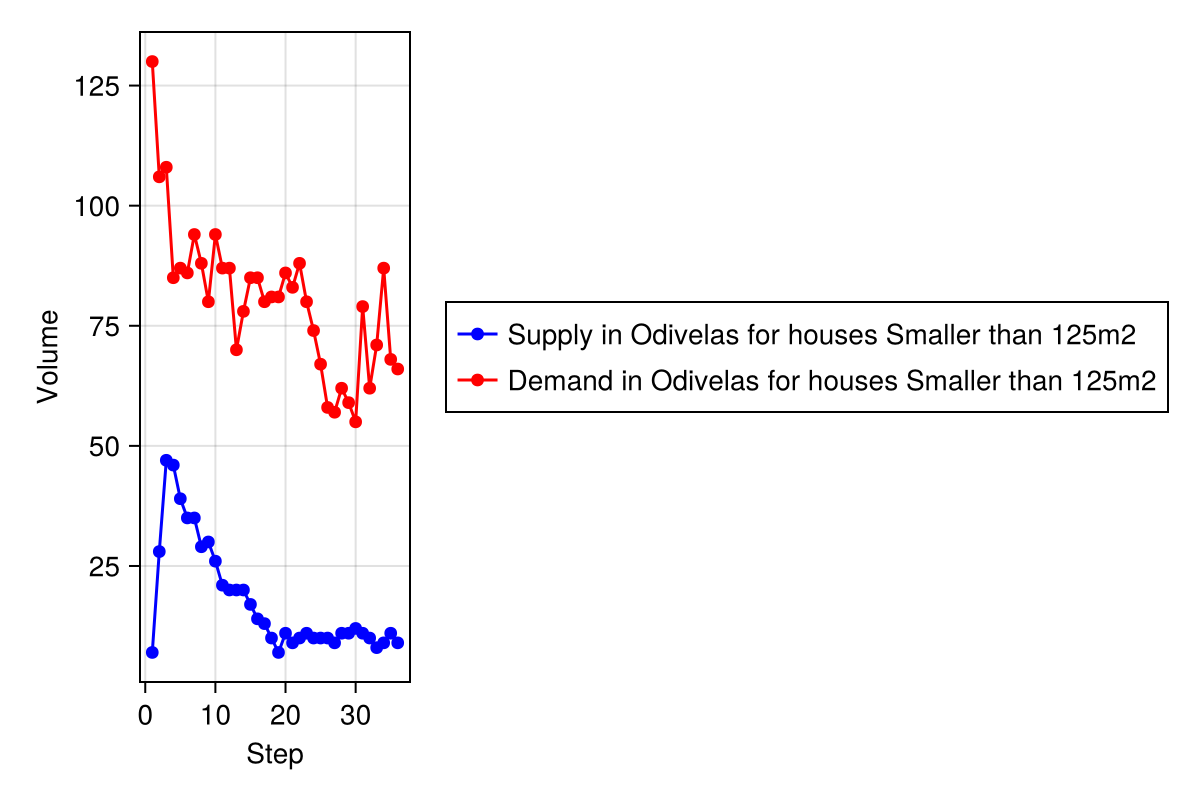 125
100
75
50
25
Volume
0 10 20 30
Step
Supply in Odivelas for houses Smaller than 125m2
Demand in Odivelas for houses Smaller than 125m2